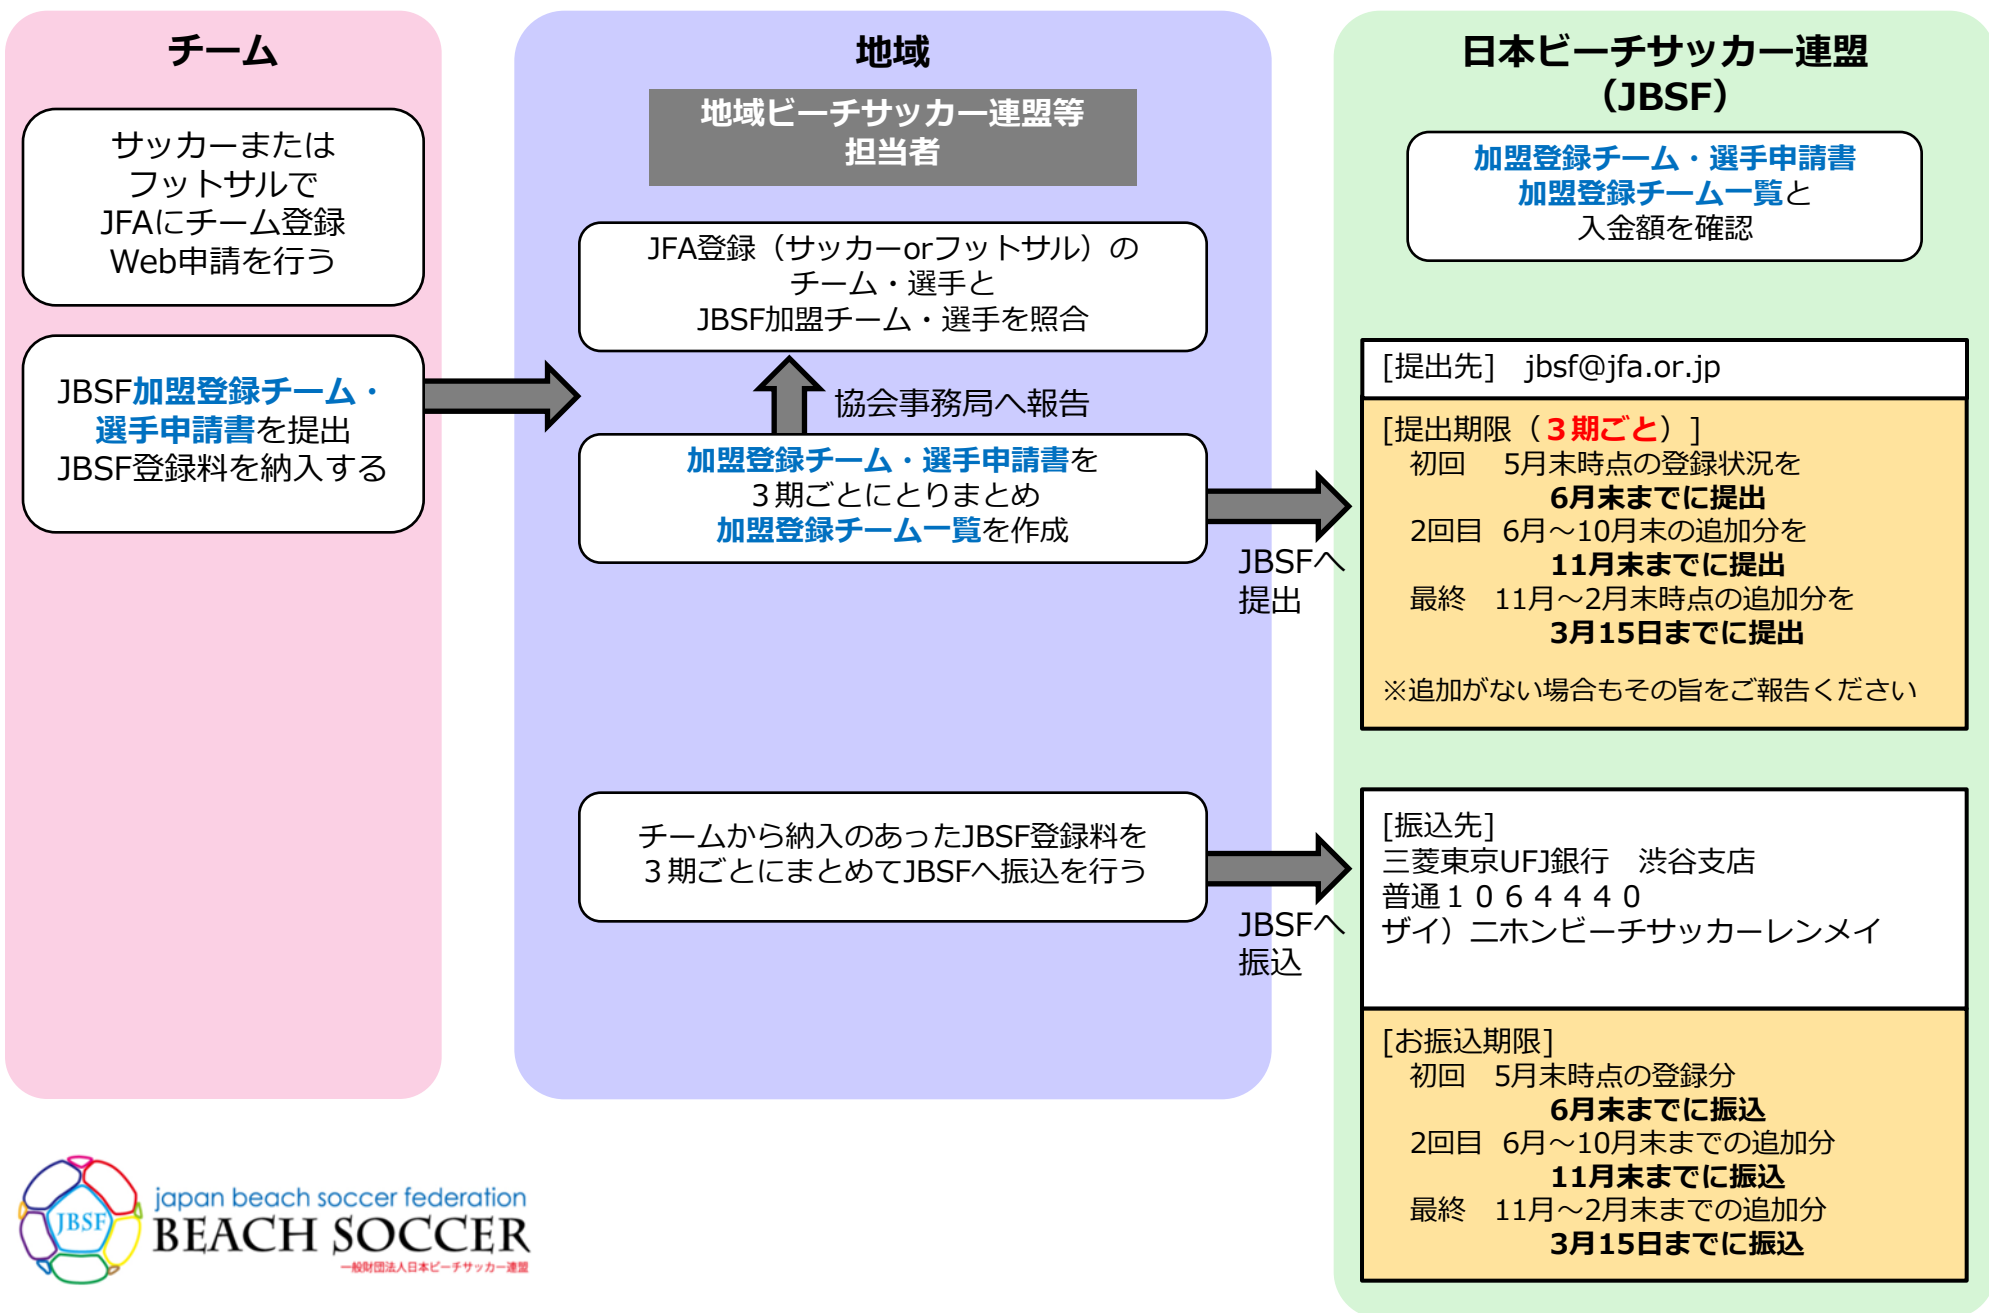 チーム
サッカーまたは
フットサルで
JFAにチーム登録
Web申請を行う
JBSF加盟登録チーム・
選手申請書を提出
JBSF登録料を納入する
地域
地域ビーチサッカー連盟等
担当者
JFA登録（サッカーorフットサル）の
チーム・選手と
JBSF加盟チーム・選手を照合
協会事務局へ報告
加盟登録チーム・選手申請書を
３期ごとにとりまとめ
加盟登録チーム一覧を作成
JBSFへ
提出
チームから納入のあったJBSF登録料を
３期ごとにまとめてJBSFへ振込を行う
JBSFへ
振込
日本ビーチサッカー連盟
（JBSF）
加盟登録チーム・選手申請書
加盟登録チーム一覧と
入金額を確認
[提出先]　jbsf@jfa.or.jp
[提出期限（３期ごと）]
初回　5月末時点の登録状況を
6月末までに提出
2回目 6月～10月末の追加分を
11月末までに提出
最終　11月～2月末時点の追加分を
3月15日までに提出
※追加がない場合もその旨をご報告ください
[振込先]
三菱東京UFJ銀行　渋谷支店
普通１０６４４４０
ザイ）ニホンビーチサッカーレンメイ
[お振込期限]
初回　5月末時点の登録分
6月末までに振込
2回目 6月～10月末までの追加分
11月末までに振込
最終　11月～2月末までの追加分
3月15日までに振込
JBSF
japan beach soccer federation
BEACH SOCCER
一般財団法人日本ビーチサッカー連盟